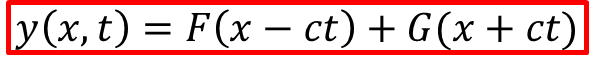 y(x, t) = F(x − ct) + G(x + ct)